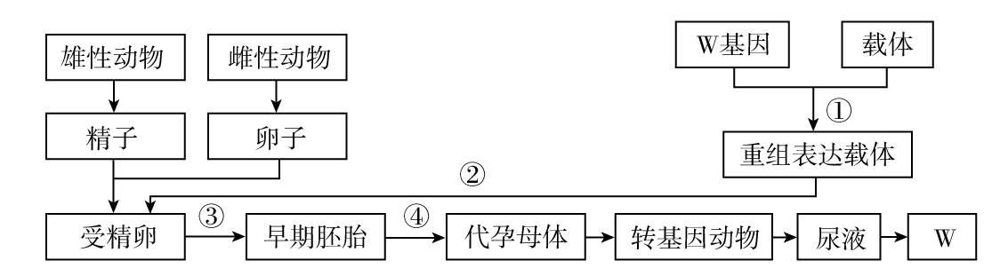 雄性动物
雌性动物
W基因
载体
精子
卵子
①
重组表达载体
②
受精卵
③
早期胚胎
④
代孕母体
转基因动物
尿液
W